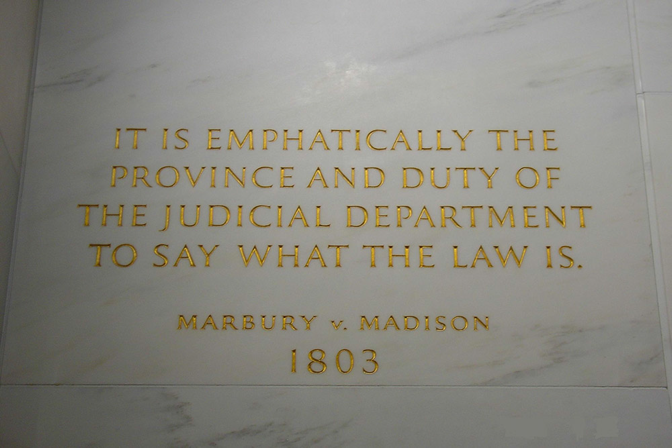 IT IS EMPHATICALLY THE
PROVINCE AND DUTY OF
THE JUDICIAL DEPARTMENT
TO SAY WHAT THE LAW IS.
MARBURY v. MADISON
1803